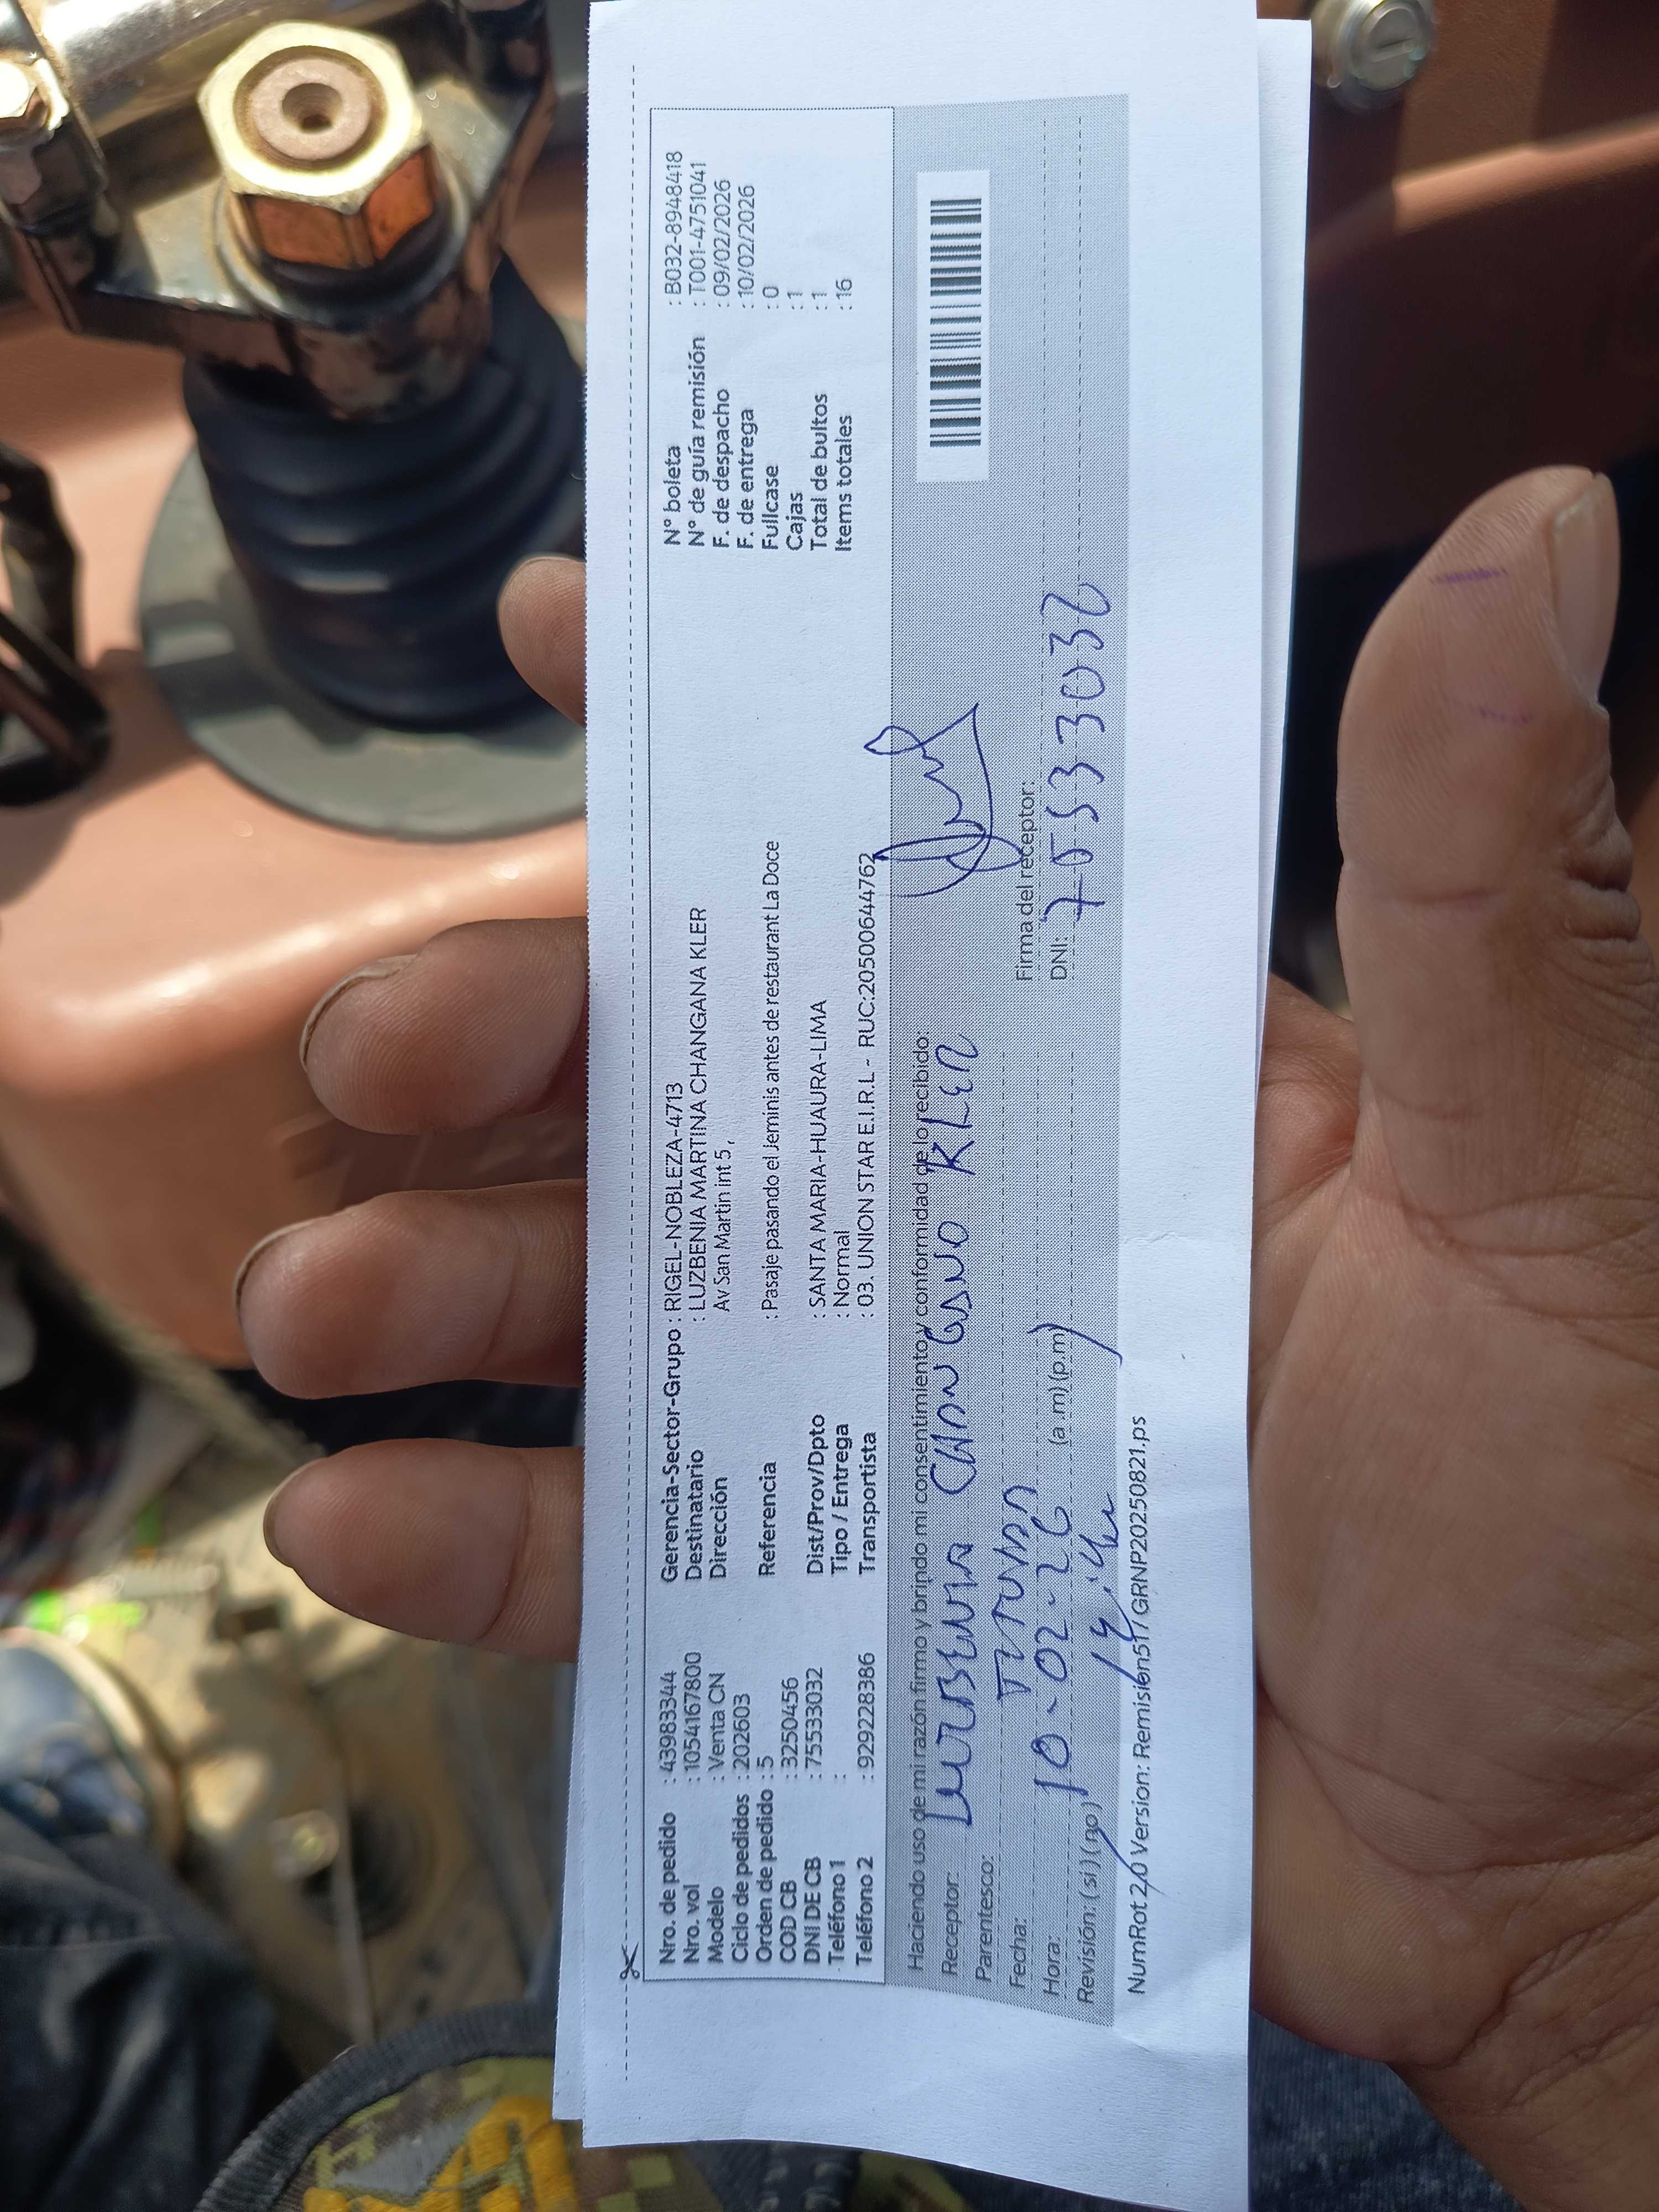 Nro. de pedido : 43983344
Nro. vol : 1054167800
Modelo : Venta CN
Ciclo de pedidos : 202603
Orden de pedido : 5
COD CB : 3250456
DNI DE CB : 75533032
Teléfono 1 :
Teléfono 2 : 929228386
Gerencia-Sector-Grupo : RIGEL-NOBLEZA-4713
Destinatario : LUZBENIA MARTINA CHANGANA KLER
Dirección Av San Martin int 5 ,
Referencia : Pasaje pasando el Jeminis antes de restaurant La Doce
Dist/Prov/Dpto : SANTA MARIA-HUAURA-LIMA
Tipo / Entrega : Normal
Transportista : 03. UNION STAR E.I.R.L - RUC:20500644762
N° boleta : B032-8948418
N° de guía remisión : T001-4751041
F. de despacho : 09/02/2026
F. de entrega : 10/02/2026
Fullcase : 0
Cajas : 1
Total de bultos : 1
Items totales : 16
Haciendo uso de mi razón firmo y brindo mi consentimiento y conformidad de lo recibido:
Receptor: LUZBENIA CHANGANA KLER
Parentesco: TITULAR
Fecha: 10-02-26
Hora: (a.m) (p.m)
Revisión: (si) (no)
Firma del receptor:
DNI: 75533032
NumRot 2.0 Version: Remision517 GRNP20250821.ps